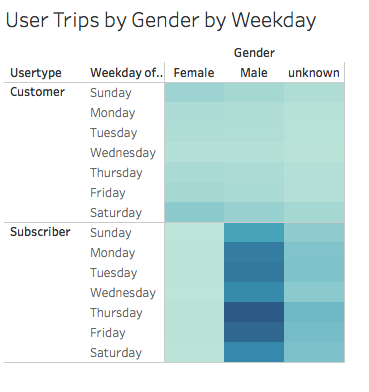 User Trips by Gender by Weekday
Gender
Usertype Weekday of.. Female Male unknown
Customer Sunday
Monday
Tuesday
Wednesday
Thursday
Friday
Saturday
Subscriber Sunday
Monday
Tuesday
Wednesday
Thursday
Friday
Saturday